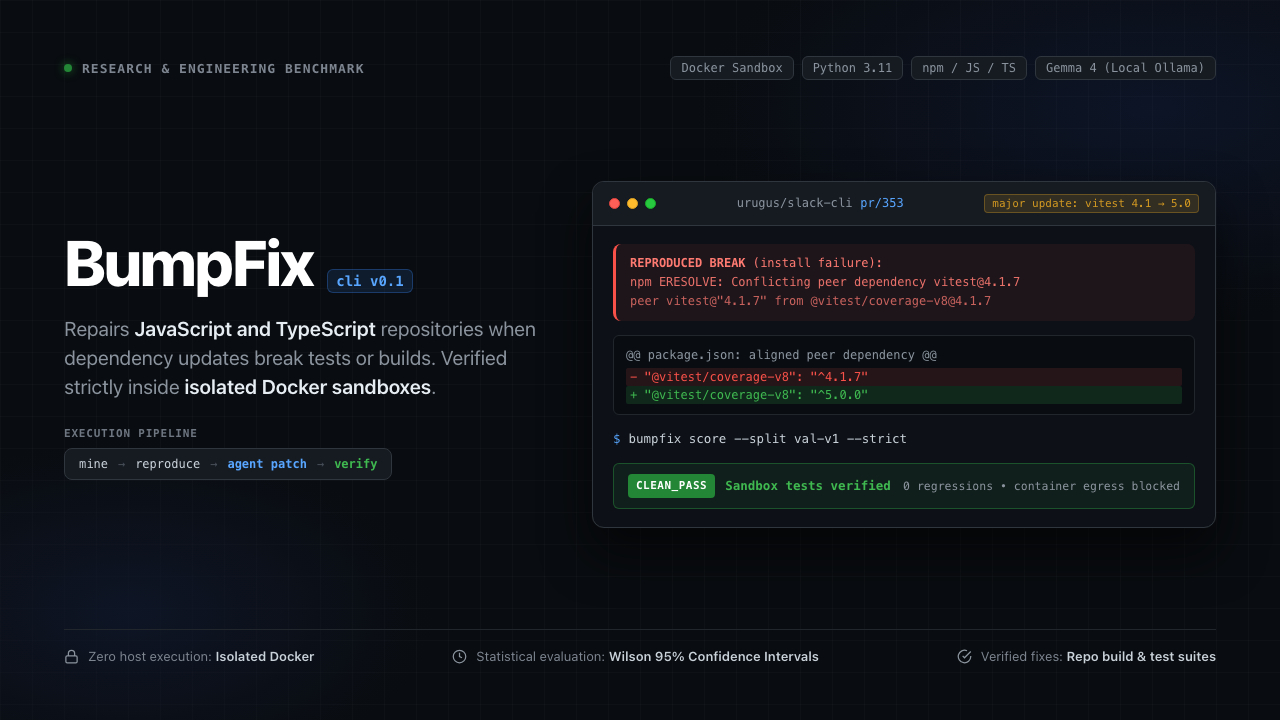 RESEARCH & ENGINEERING BENCHMARK
Docker Sandbox
Python 3.11
npm / JS / TS
Gemma 4 (Local Ollama)
BumpFix
cli v0.1
Repairs JavaScript and TypeScript repositories when
dependency updates break tests or builds. Verified
strictly inside isolated Docker sandboxes.
EXECUTION PIPELINE
mine → reproduce → agent patch → verify
urugus/slack-cli pr/353
major update: vitest 4.1 → 5.0
REPRODUCED BREAK (install failure):
npm ERESOLVE: Conflicting peer dependency vitest@4.1.7
peer vitest@"4.1.7" from @vitest/coverage-v8@4.1.7
@@ package.json: aligned peer dependency @@
− "@vitest/coverage-v8": "^4.1.7"
+ "@vitest/coverage-v8": "^5.0.0"
$ bumpfix score --split val-v1 --strict
CLEAN_PASS
Sandbox tests verified
0 regressions • container egress blocked
Zero host execution: Isolated Docker
Statistical evaluation: Wilson 95% Confidence Intervals
Verified fixes: Repo build & test suites